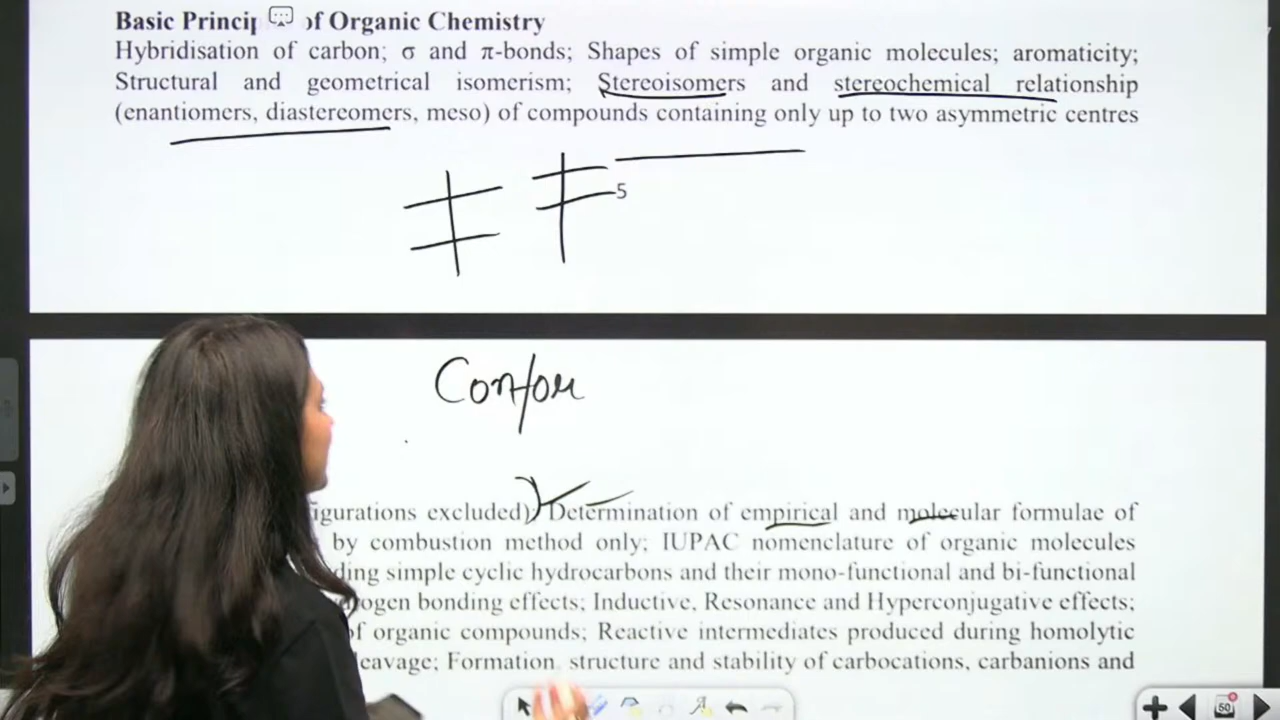 Basic Princip of Organic Chemistry
Hybridisation of carbon; σ and π-bonds; Shapes of simple organic molecules; aromaticity;
Structural and geometrical isomerism; Stereoisomers and stereochemical relationship
(enantiomers, diastereomers, meso) of compounds containing only up to two asymmetric centres
5
Confor
figurations excluded); Determination of empirical and molecular formulae of
by combustion method only; IUPAC nomenclature of organic molecules
ding simple cyclic hydrocarbons and their mono-functional and bi-functional
ogen bonding effects; Inductive, Resonance and Hyperconjugative effects;
of organic compounds; Reactive intermediates produced during homolytic
leavage; Formation, structure and stability of carbocations, carbanions and
50